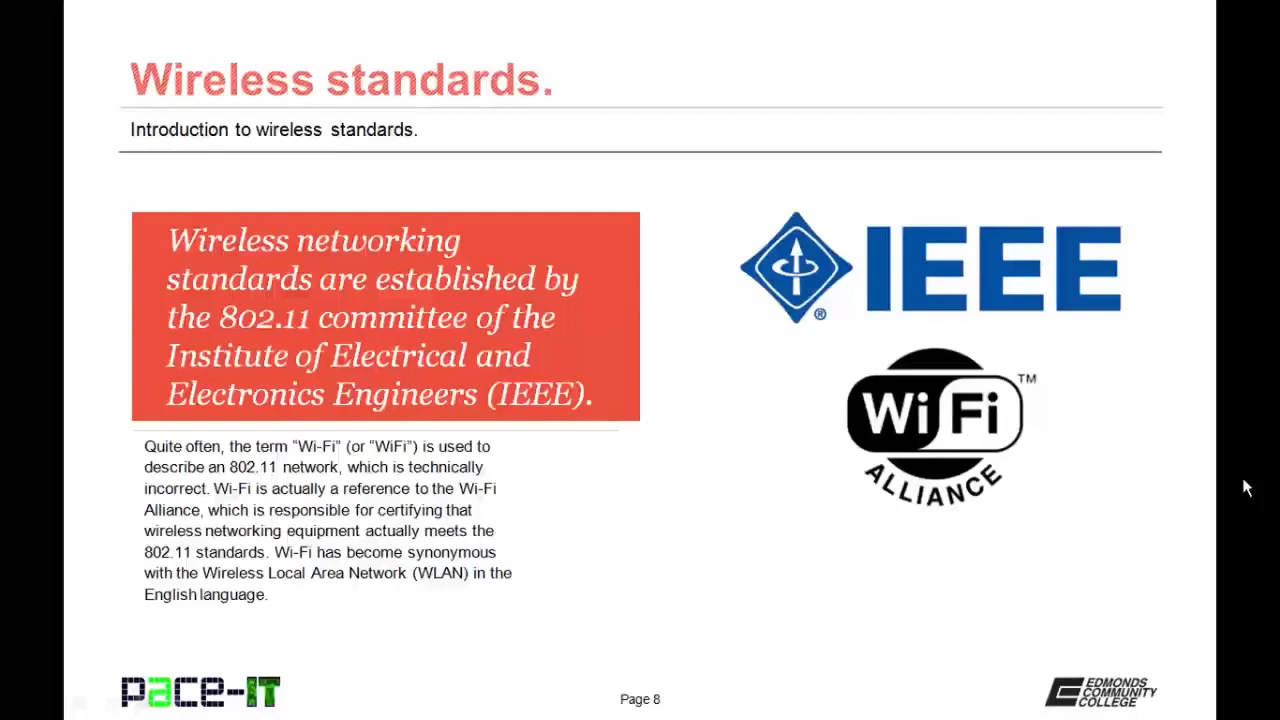 Wireless standards.
Introduction to wireless standards.
Wireless networking
standards are established by
the 802.11 committee of the
Institute of Electrical and
Electronics Engineers (IEEE).
Quite often, the term "Wi-Fi" (or "WiFi") is used to
describe an 802.11 network, which is technically
incorrect. Wi-Fi is actually a reference to the Wi-Fi
Alliance, which is responsible for certifying that
wireless networking equipment actually meets the
802.11 standards. Wi-Fi has become synonymous
with the Wireless Local Area Network (WLAN) in the
English language.
® IEEE
Wi Fi ™
ALLIANCE
pace-IT
Page 8
EDMONDS
COMMUNITY
COLLEGE